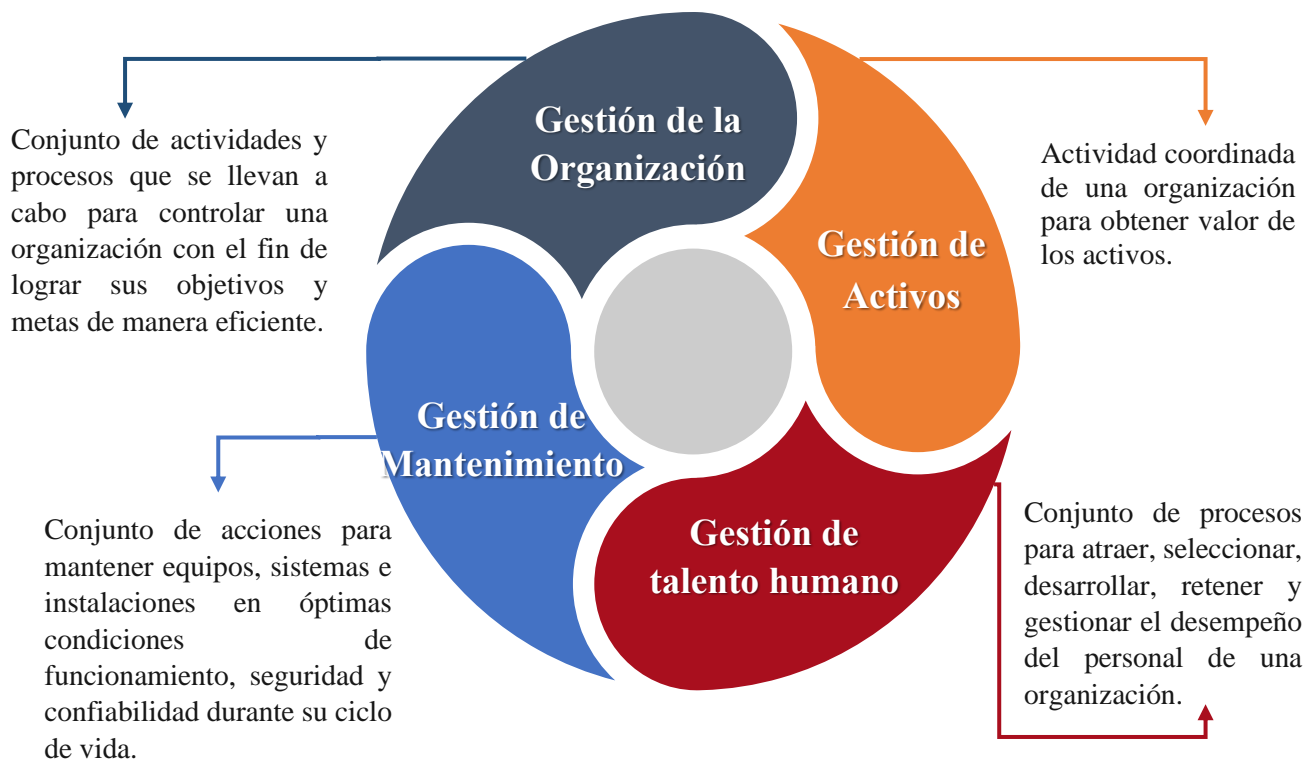 Gestión de la
Organización
Conjunto de actividades y
procesos que se llevan a
cabo para controlar una
organización con el fin de
lograr sus objetivos y
metas de manera eficiente.
Gestión de
Activos
Actividad coordinada
de una organización
para obtener valor de
los activos.
Gestión de
Mantenimiento
Conjunto de acciones para
mantener equipos, sistemas e
instalaciones en óptimas
condiciones de
funcionamiento, seguridad y
confiabilidad durante su ciclo
de vida.
Gestión de
talento humano
Conjunto de procesos
para atraer, seleccionar,
desarrollar, retener y
gestionar el desempeño
del personal de una
organización.